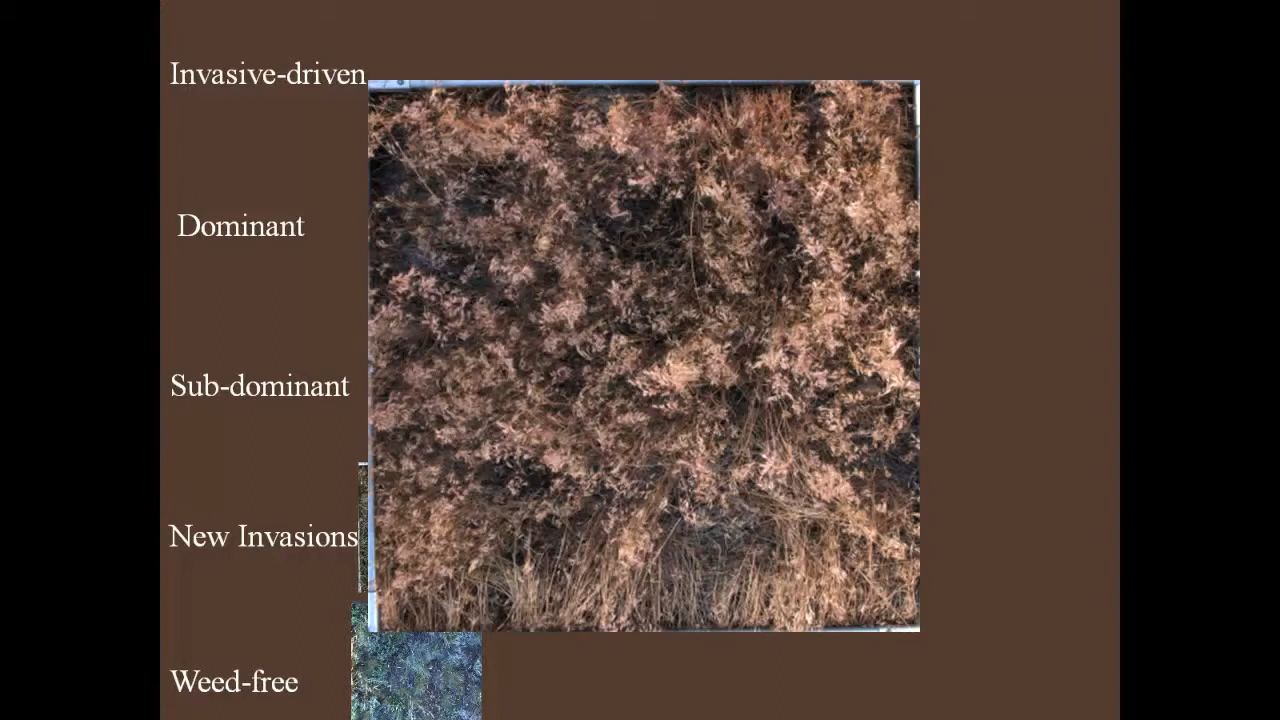 Invasive-driven
Dominant
Sub-dominant
New Invasions
Weed-free